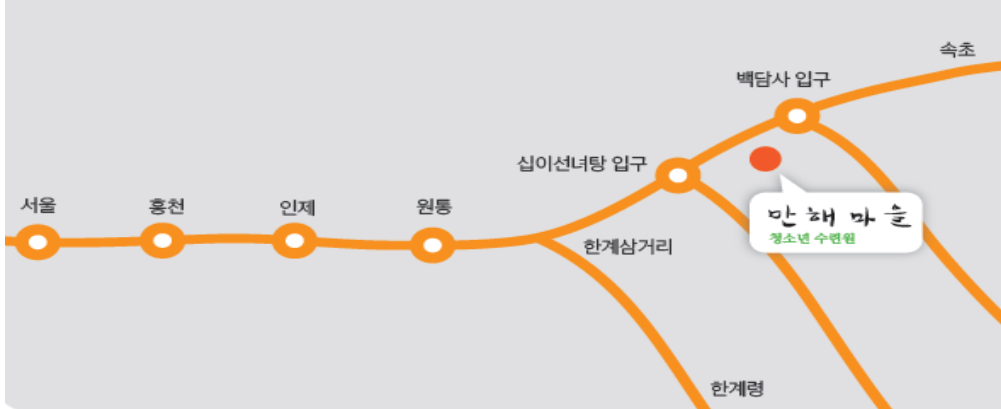 속초
백담사 입구
십이선녀탕 입구
서울
홍천
인제
원통
만해마을
청소년 수련원
한계삼거리
한계령